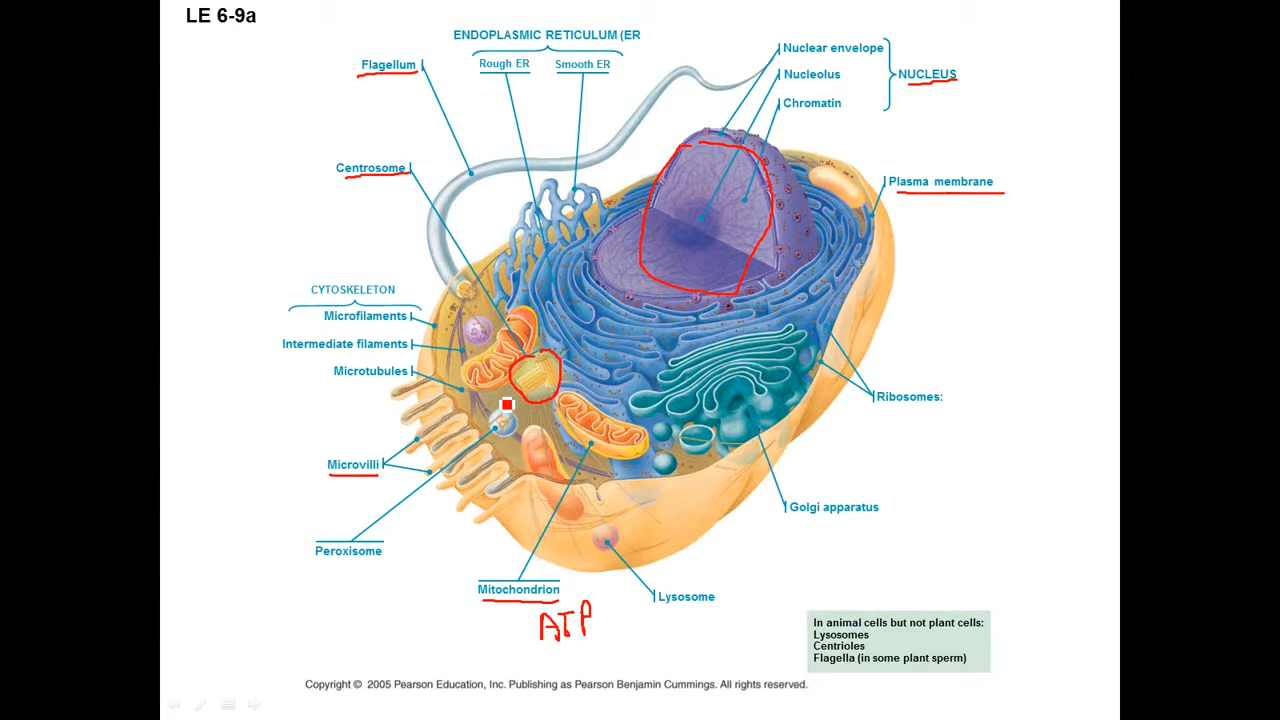 LE 6-9a
ENDOPLASMIC RETICULUM (ER
Rough ER
Smooth ER
Flagellum
Nuclear envelope
Nucleolus
Chromatin
NUCLEUS
Centrosome
Plasma membrane
CYTOSKELETON
Microfilaments
Intermediate filaments
Microtubules
Ribosomes:
Microvilli
Golgi apparatus
Peroxisome
Mitochondrion
Lysosome
ATP
In animal cells but not plant cells:
Lysosomes
Centrioles
Flagella (in some plant sperm)
Copyright © 2005 Pearson Education, Inc. Publishing as Pearson Benjamin Cummings. All rights reserved.